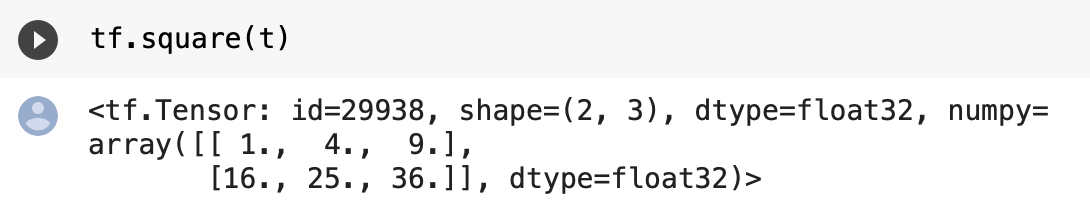 tf.square(t)
<tf.Tensor: id=29938, shape=(2, 3), dtype=float32, numpy=
array([[ 1.,  4.,  9.],
       [16., 25., 36.]], dtype=float32)>